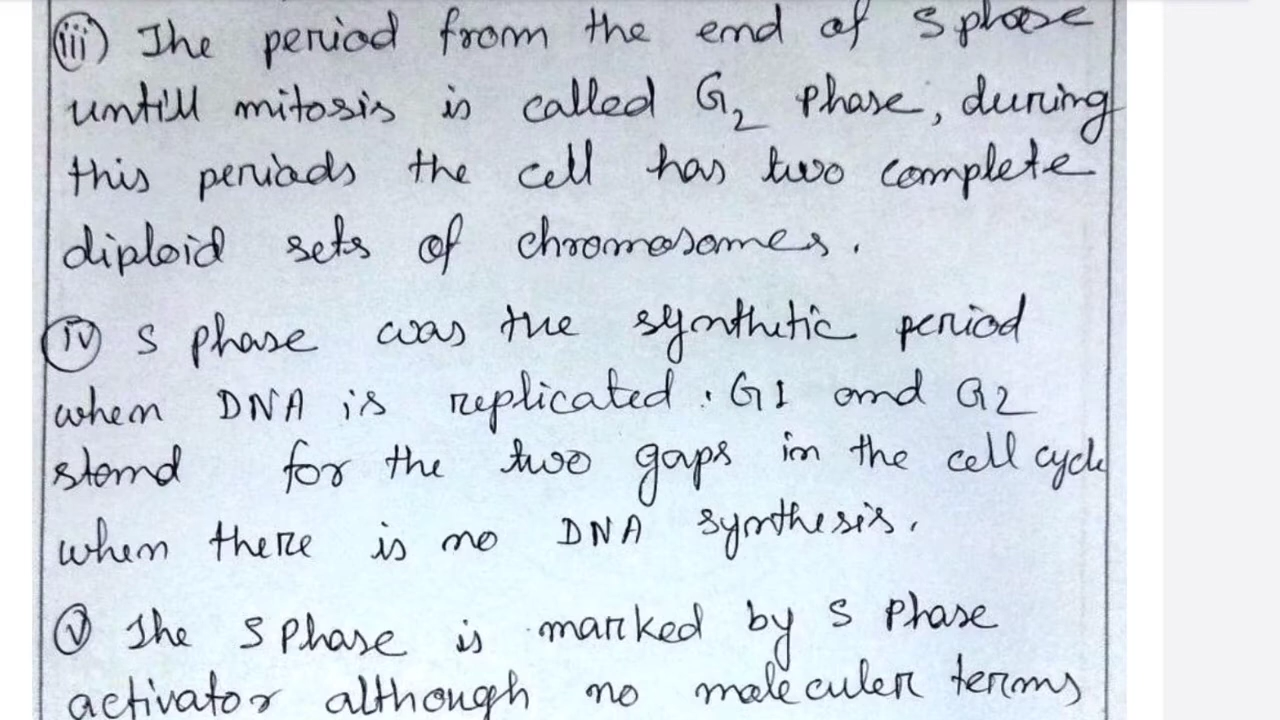 (iii) The period from the end of S phase
untill mitosis is called G₂ phase, during
this periods the cell has two complete
diploid sets of chromosomes.
(iv) S phase was the synthetic period
when DNA is replicated. G1 and G2
stand for the two gaps in the cell cycle
when there is no DNA synthesis.
(v) The S Phase is marked by S Phase
activator although no moleculer terms